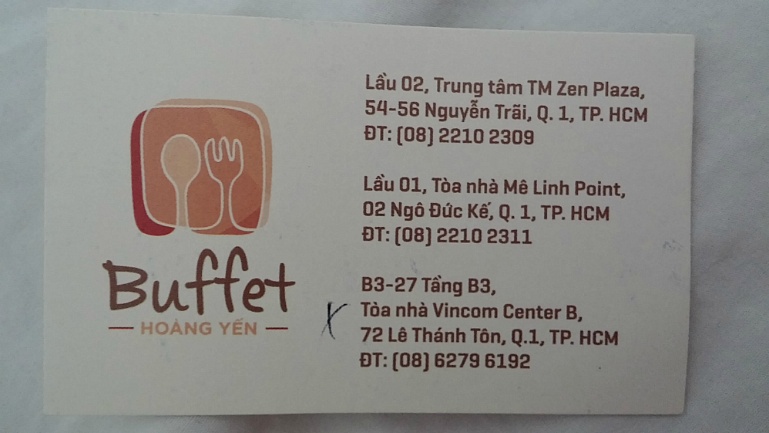 Buffet
HOÀNG YẾN
Lầu 02, Trung tâm TM Zen Plaza,
54-56 Nguyễn Trãi, Q. 1, TP. HCM
ĐT: (08) 2210 2309
Lầu 01, Tòa nhà Mê Linh Point,
02 Ngô Đức Kế, Q. 1, TP. HCM
ĐT: (08) 2210 2311
B3-27 Tầng B3,
X Tòa nhà Vincom Center B,
72 Lê Thánh Tôn, Q.1, TP. HCM
ĐT: (08) 6279 6192